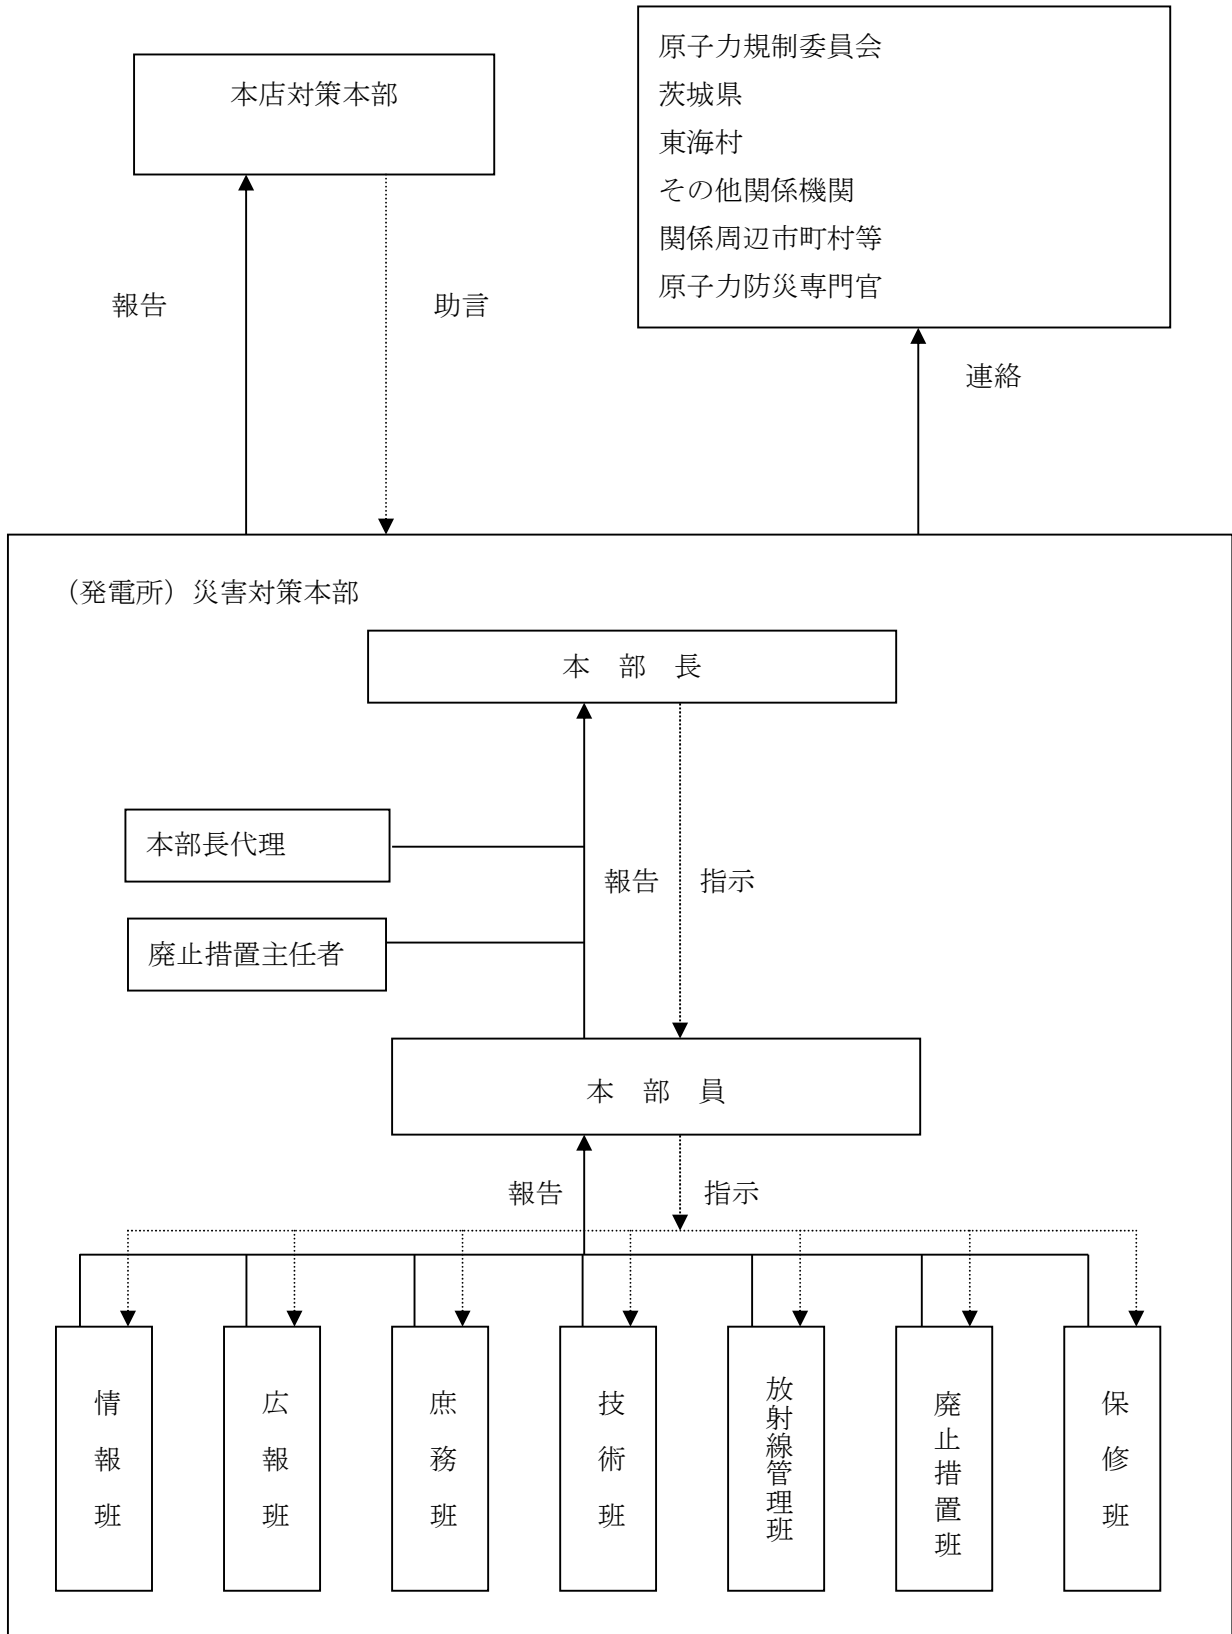 本店対策本部
原子力規制委員会
茨城県
東海村
その他関係機関
関係周辺市町村等
原子力防災専門官
報告
助言
連絡
（発電所）災害対策本部
本　部　長
本部長代理
報告
指示
廃止措置主任者
本　部　員
報告
指示
情報班
広報班
庶務班
技術班
放射線管理班
廃止措置班
保修班